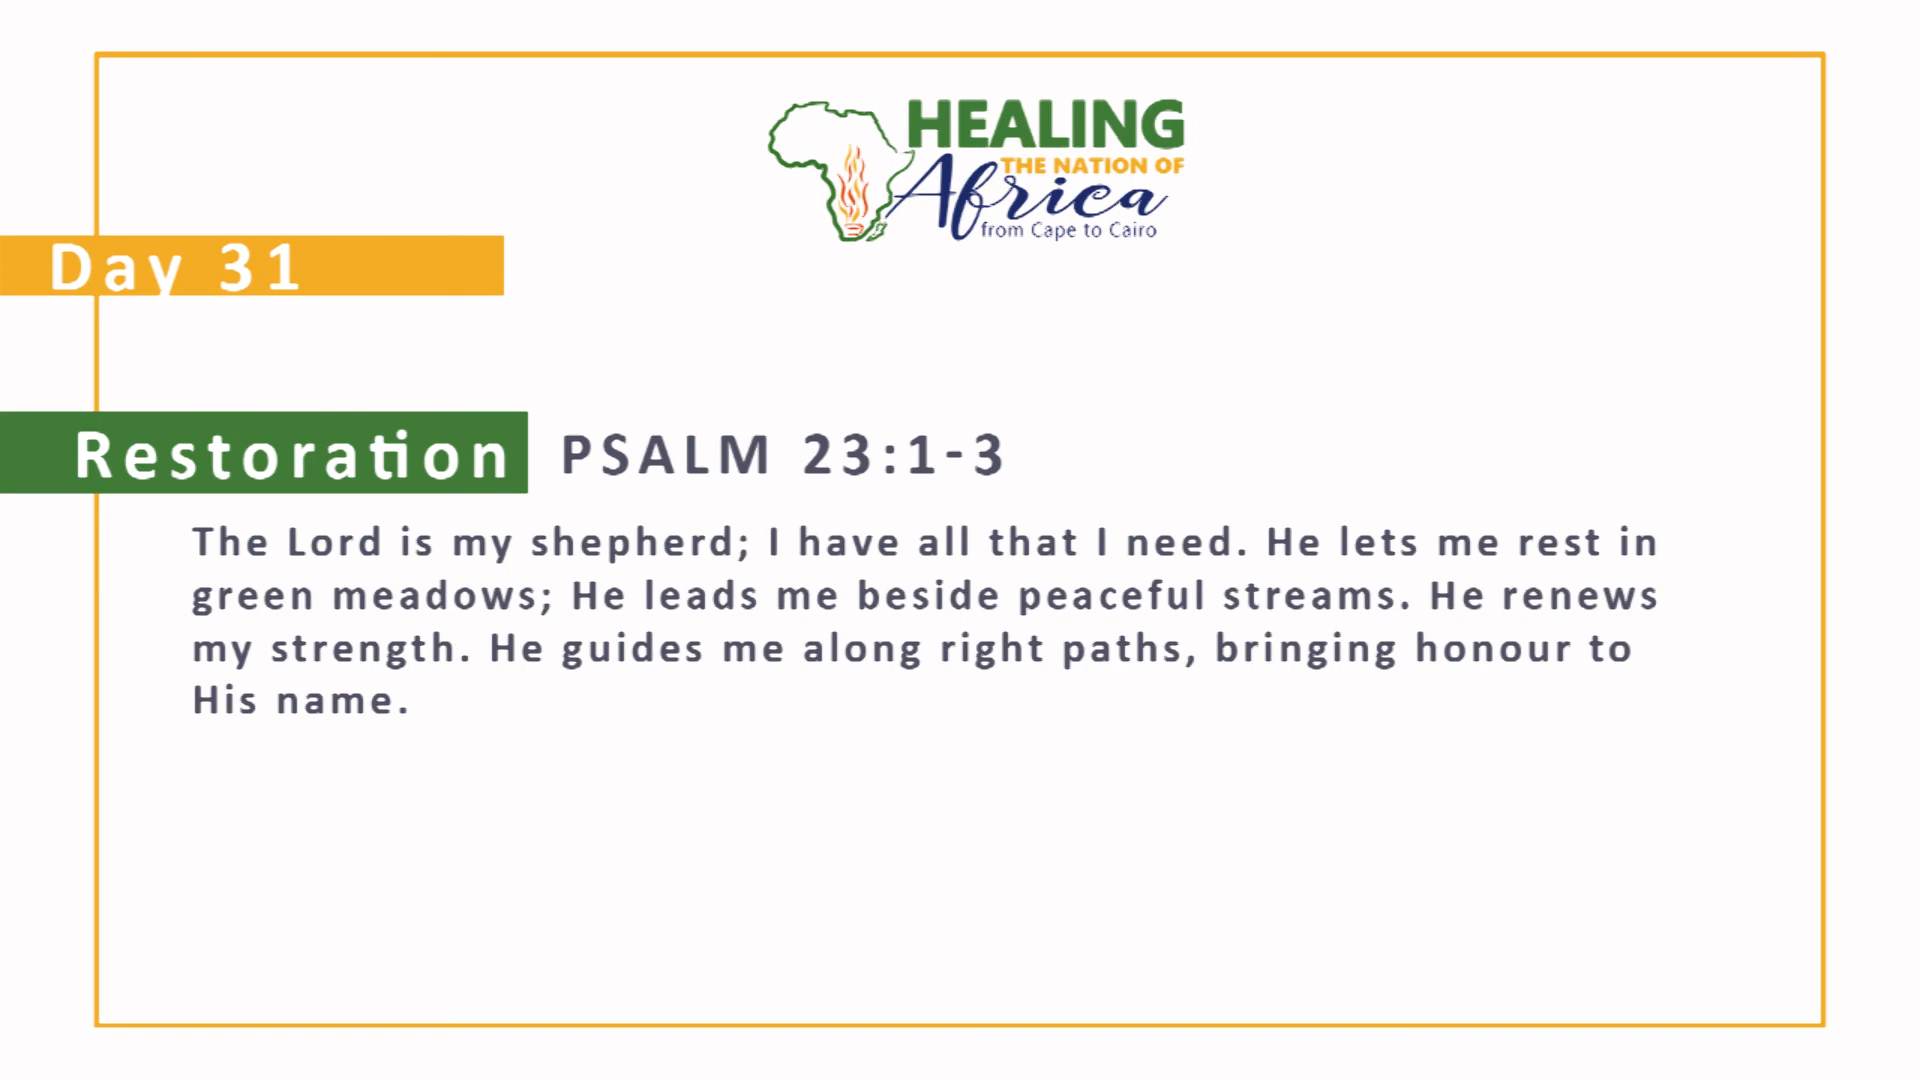 HEALING
THE NATION OF
Africa
from Cape to Cairo
Day 31
Restoration PSALM 23:1-3
The Lord is my shepherd; I have all that I need. He lets me rest in
green meadows; He leads me beside peaceful streams. He renews
my strength. He guides me along right paths, bringing honour to
His name.